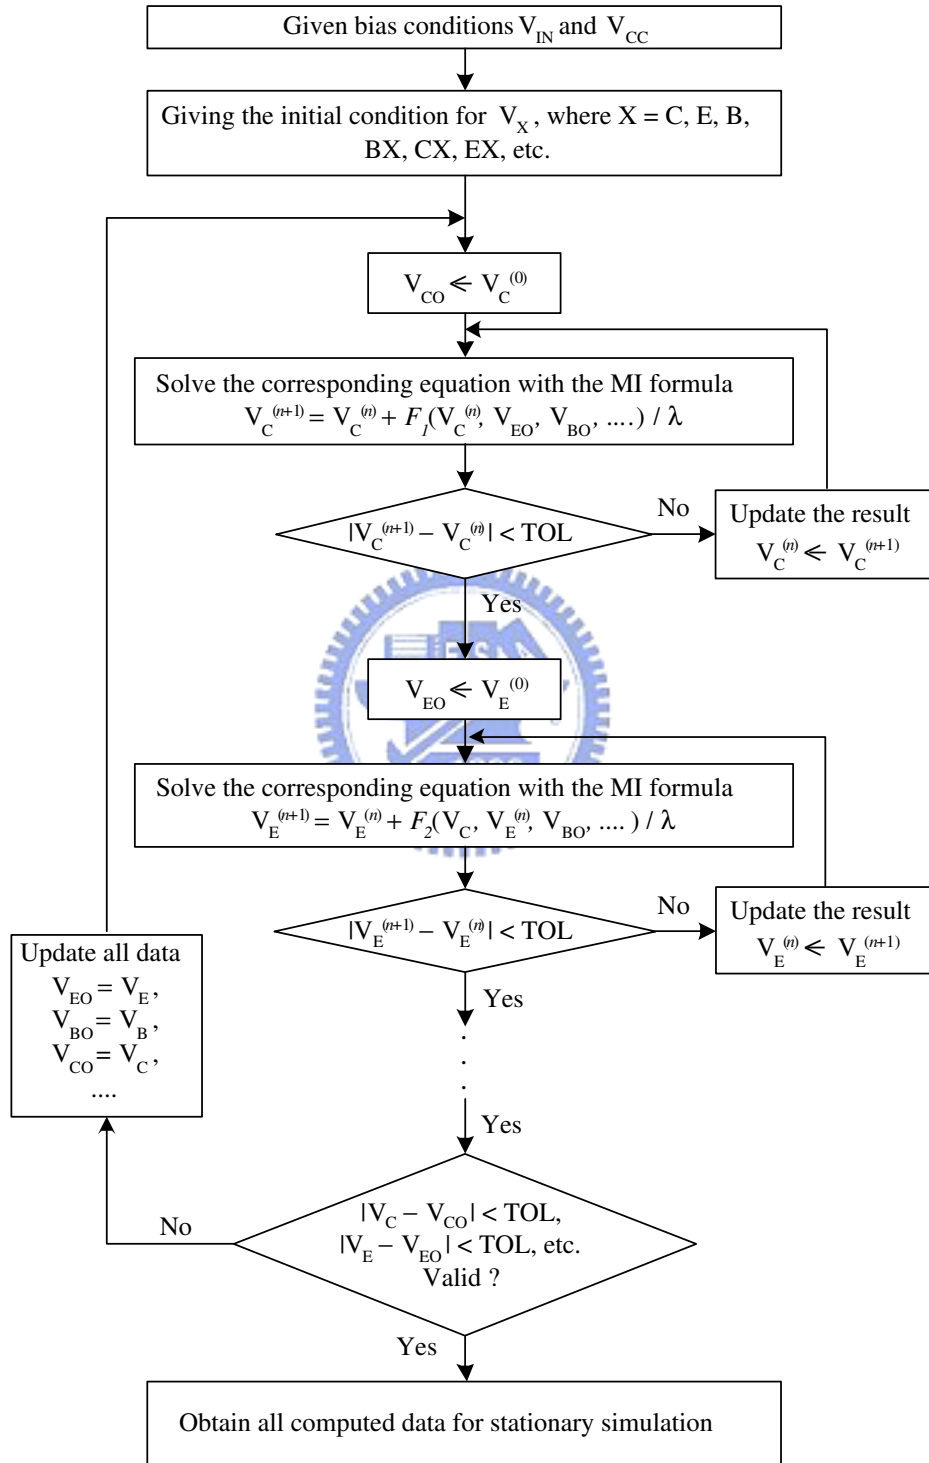 Given bias conditions V_IN and V_CC
Giving the initial condition for V_X, where X = C, E, B,
BX, CX, EX, etc.
V_CO ⋖ V_C^(0)
Solve the corresponding equation with the MI formula
V_C^(n+1) = V_C^(n) + F_1(V_C^(n), V_EO, V_BO, ....) / λ
|V_C^(n+1) − V_C^(n)| < TOL
No
Update the result
V_C^(n) ⋖ V_C^(n+1)
Yes
V_EO ⋖ V_E^(0)
Solve the corresponding equation with the MI formula
V_E^(n+1) = V_E^(n) + F_2(V_C, V_E^(n), V_BO, .... ) / λ
|V_E^(n+1) − V_E^(n)| < TOL
No
Update the result
V_E^(n) ⋖ V_E^(n+1)
Yes
Update all data
V_EO = V_E,
V_BO = V_B,
V_CO = V_C,
....
.
.
.
Yes
|V_C − V_CO| < TOL,
|V_E − V_EO| < TOL, etc.
Valid ?
No
Yes
Obtain all computed data for stationary simulation